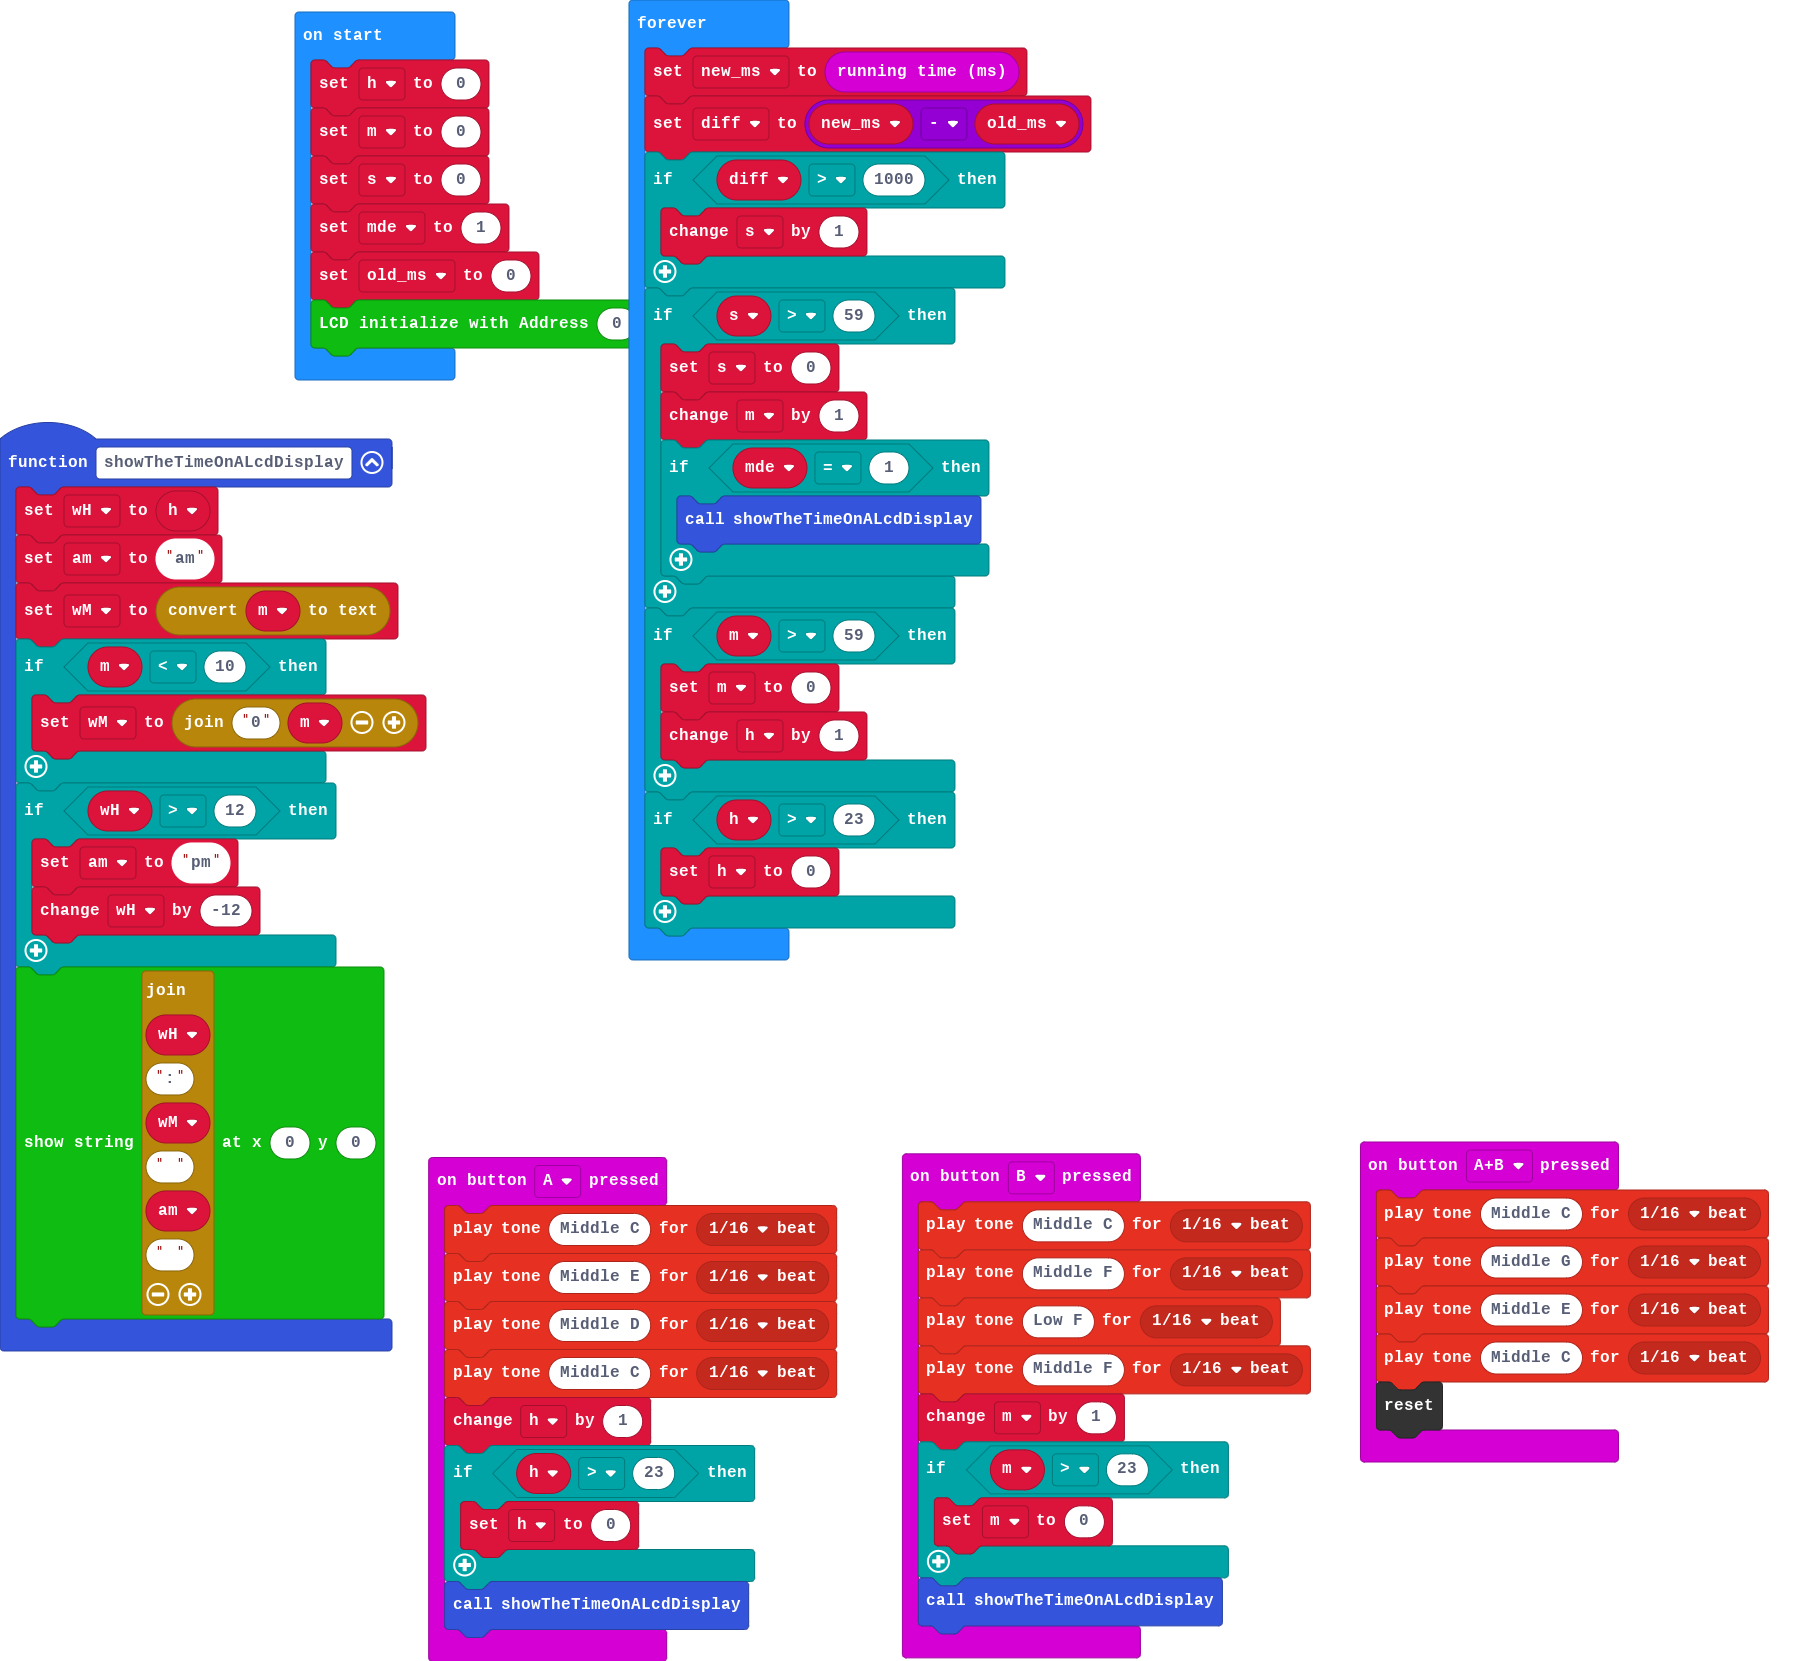 on start
set h to 0
set m to 0
set s to 0
set mde to 1
set old_ms to 0
LCD initialize with Address 0
forever
set new_ms to running time (ms)
set diff to new_ms - old_ms
if diff > 1000 then
change s by 1
if s > 59 then
set s to 0
change m by 1
if mde = 1 then
call showTheTimeOnALcdDisplay
if m > 59 then
set m to 0
change h by 1
if h > 23 then
set h to 0
function showTheTimeOnALcdDisplay
set wH to h
set am to "am"
set wM to convert m to text
if m < 10 then
set wM to join "0" m
if wH > 12 then
set am to "pm"
change wH by -12
join
wH
":"
wM
" "
am
" "
show string at x 0 y 0
on button A pressed
play tone Middle C for 1/16 beat
play tone Middle E for 1/16 beat
play tone Middle D for 1/16 beat
play tone Middle C for 1/16 beat
change h by 1
if h > 23 then
set h to 0
call showTheTimeOnALcdDisplay
on button B pressed
play tone Middle C for 1/16 beat
play tone Middle F for 1/16 beat
play tone Low F for 1/16 beat
play tone Middle F for 1/16 beat
change m by 1
if m > 23 then
set m to 0
call showTheTimeOnALcdDisplay
on button A+B pressed
play tone Middle C for 1/16 beat
play tone Middle G for 1/16 beat
play tone Middle E for 1/16 beat
play tone Middle C for 1/16 beat
reset